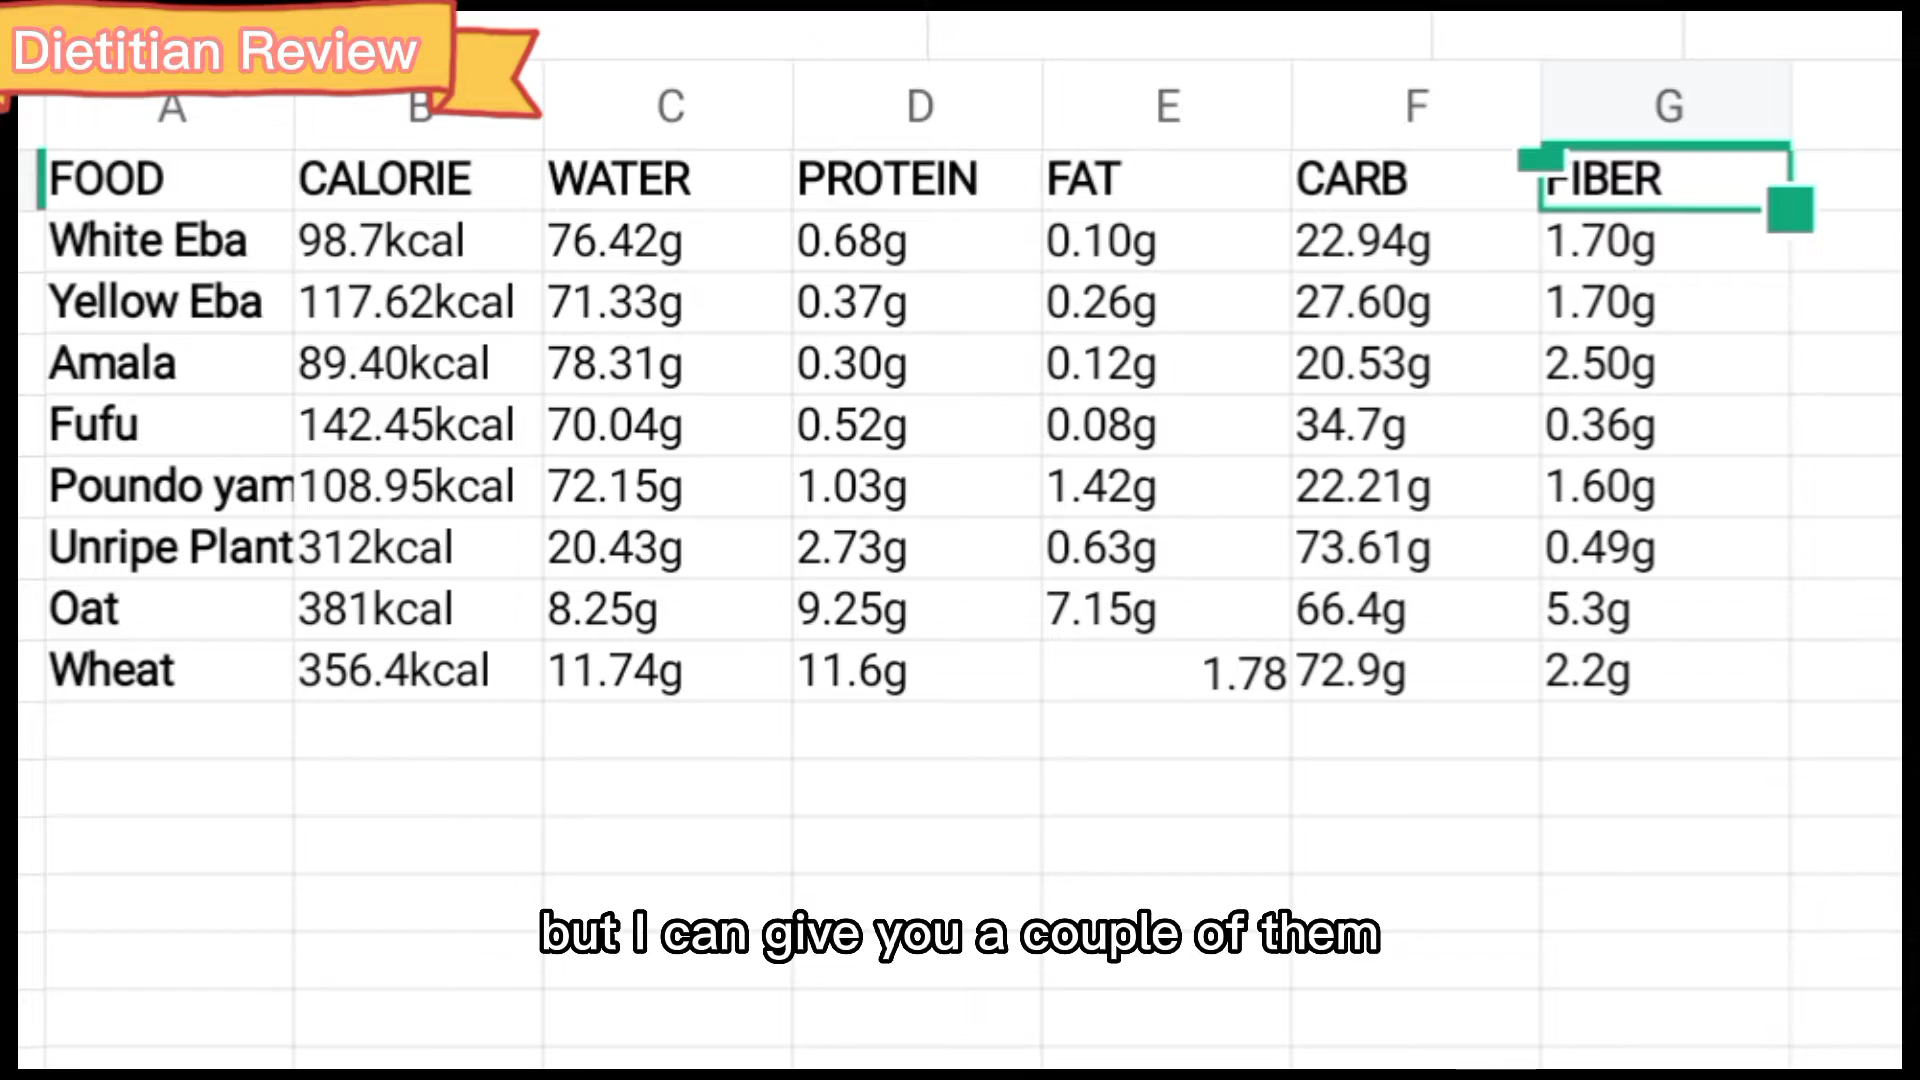 Dietitian Review
A B C D E F G
FOOD CALORIE WATER PROTEIN FAT CARB FIBER
White Eba 98.7kcal 76.42g 0.68g 0.10g 22.94g 1.70g
Yellow Eba 117.62kcal 71.33g 0.37g 0.26g 27.60g 1.70g
Amala 89.40kcal 78.31g 0.30g 0.12g 20.53g 2.50g
Fufu 142.45kcal 70.04g 0.52g 0.08g 34.7g 0.36g
Poundo yam 108.95kcal 72.15g 1.03g 1.42g 22.21g 1.60g
Unripe Plant 312kcal 20.43g 2.73g 0.63g 73.61g 0.49g
Oat 381kcal 8.25g 9.25g 7.15g 66.4g 5.3g
Wheat 356.4kcal 11.74g 11.6g 1.78 72.9g 2.2g
but I can give you a couple of them